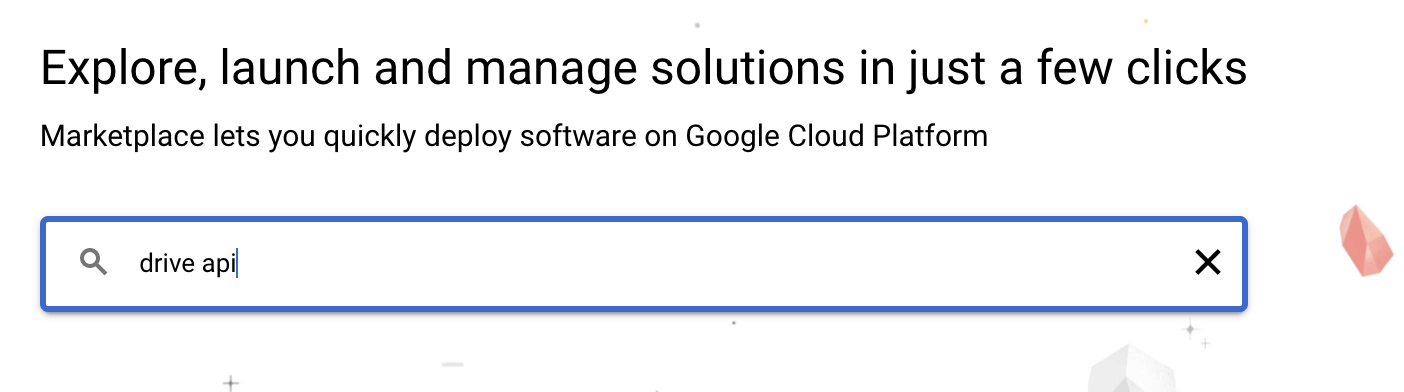 Explore, launch and manage solutions in just a few clicks
Marketplace lets you quickly deploy software on Google Cloud Platform
drive api